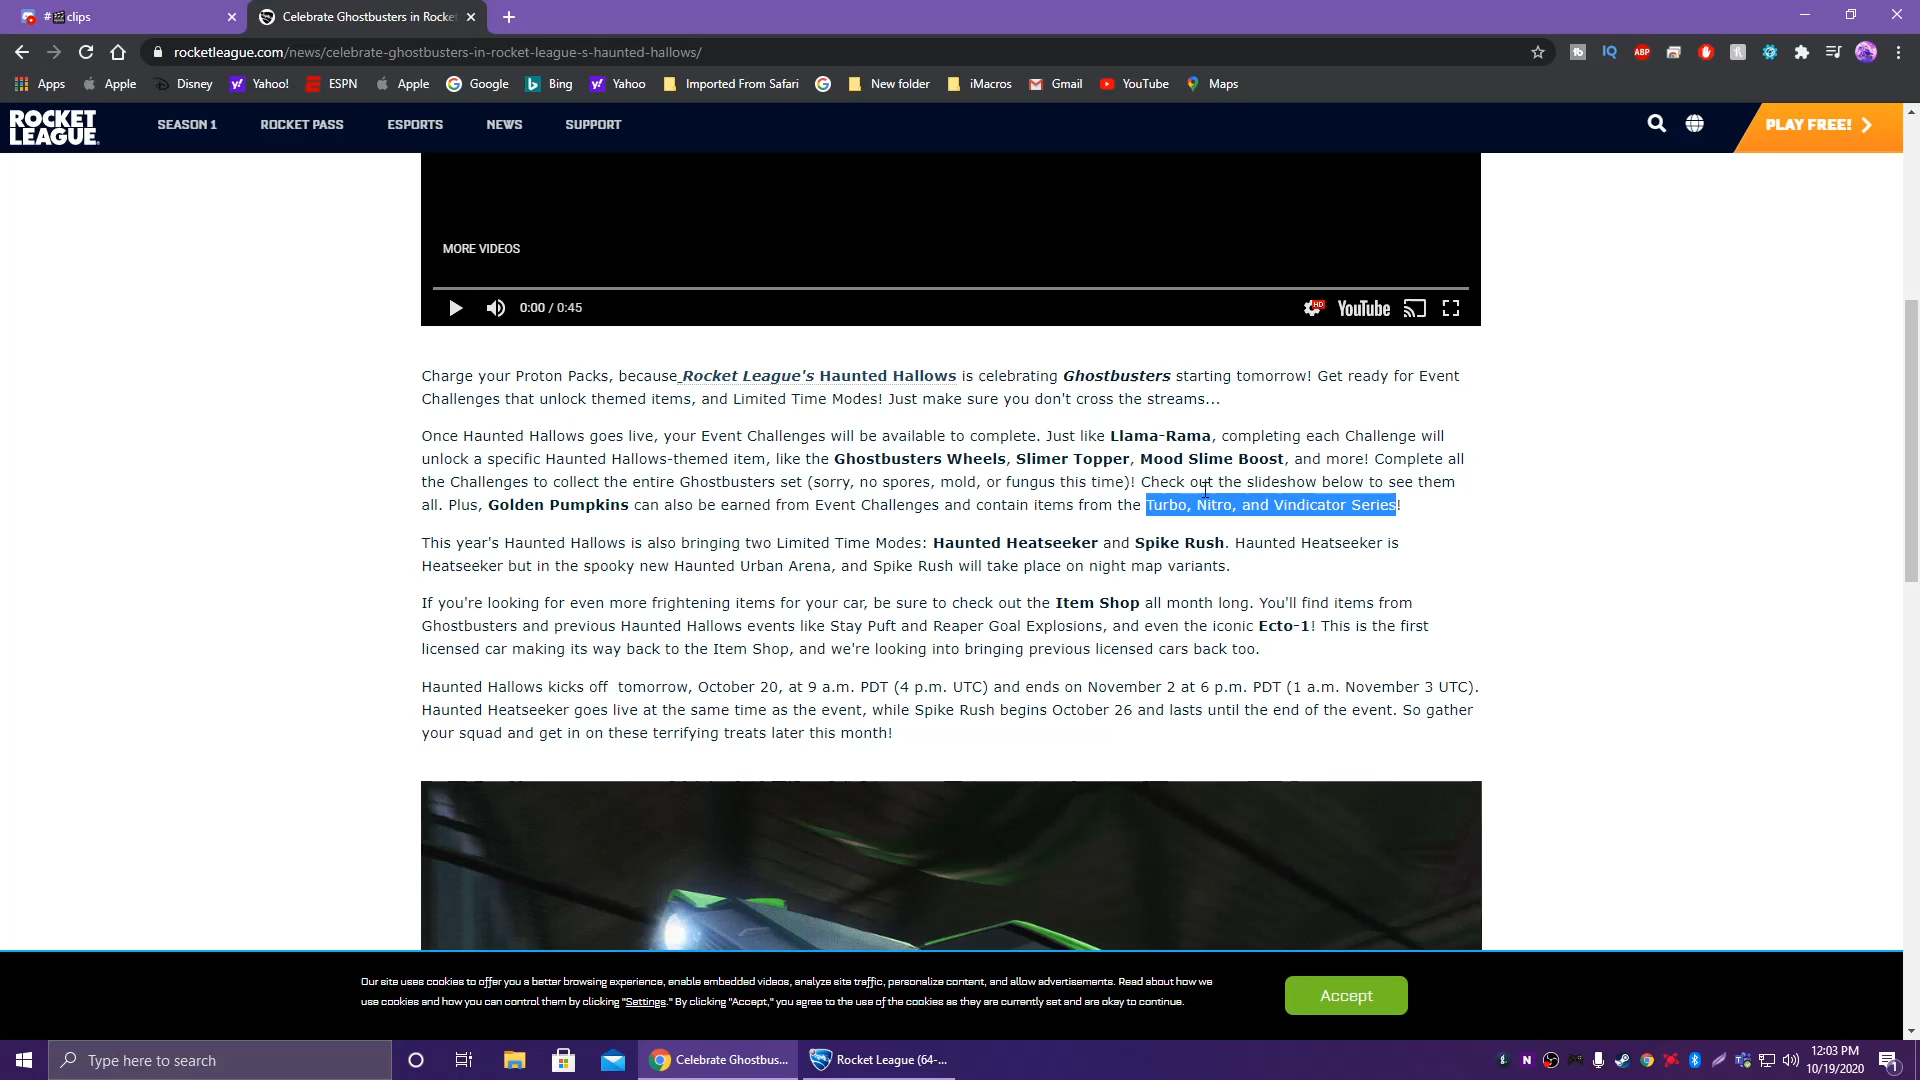 #🎬clips
Celebrate Ghostbusters in Rocket
rocketleague.com/news/celebrate-ghostbusters-in-rocket-league-s-haunted-hallows/
Apps Apple Disney Yahoo! ESPN Apple Google Bing Yahoo Imported From Safari New folder iMacros Gmail YouTube Maps
ROCKET
LEAGUE
SEASON 1 ROCKET PASS ESPORTS NEWS SUPPORT
PLAY FREE!
MORE VIDEOS
0:00 / 0:45
HD
YouTube
Charge your Proton Packs, because Rocket League's Haunted Hallows is celebrating Ghostbusters starting tomorrow! Get ready for Event
Challenges that unlock themed items, and Limited Time Modes! Just make sure you don't cross the streams...
Once Haunted Hallows goes live, your Event Challenges will be available to complete. Just like Llama-Rama, completing each Challenge will
unlock a specific Haunted Hallows-themed item, like the Ghostbusters Wheels, Slimer Topper, Mood Slime Boost, and more! Complete all
the Challenges to collect the entire Ghostbusters set (sorry, no spores, mold, or fungus this time)! Check out the slideshow below to see them
all. Plus, Golden Pumpkins can also be earned from Event Challenges and contain items from the Turbo, Nitro, and Vindicator Series!
This year's Haunted Hallows is also bringing two Limited Time Modes: Haunted Heatseeker and Spike Rush. Haunted Heatseeker is
Heatseeker but in the spooky new Haunted Urban Arena, and Spike Rush will take place on night map variants.
If you're looking for even more frightening items for your car, be sure to check out the Item Shop all month long. You'll find items from
Ghostbusters and previous Haunted Hallows events like Stay Puft and Reaper Goal Explosions, and even the iconic Ecto-1! This is the first
licensed car making its way back to the Item Shop, and we're looking into bringing previous licensed cars back too.
Haunted Hallows kicks off tomorrow, October 20, at 9 a.m. PDT (4 p.m. UTC) and ends on November 2 at 6 p.m. PDT (1 a.m. November 3 UTC).
Haunted Heatseeker goes live at the same time as the event, while Spike Rush begins October 26 and lasts until the end of the event. So gather
your squad and get in on these terrifying treats later this month!
Our site uses cookies to offer you a better browsing experience, enable embedded videos, analyze site traffic, personalize content, and allow advertisements. Read about how we
use cookies and how you can control them by clicking "Settings." By clicking "Accept," you agree to the use of the cookies as they are currently set and are okay to continue.
Accept
Type here to search
Celebrate Ghostbus...
Rocket League (64-...
12:03 PM
10/19/2020